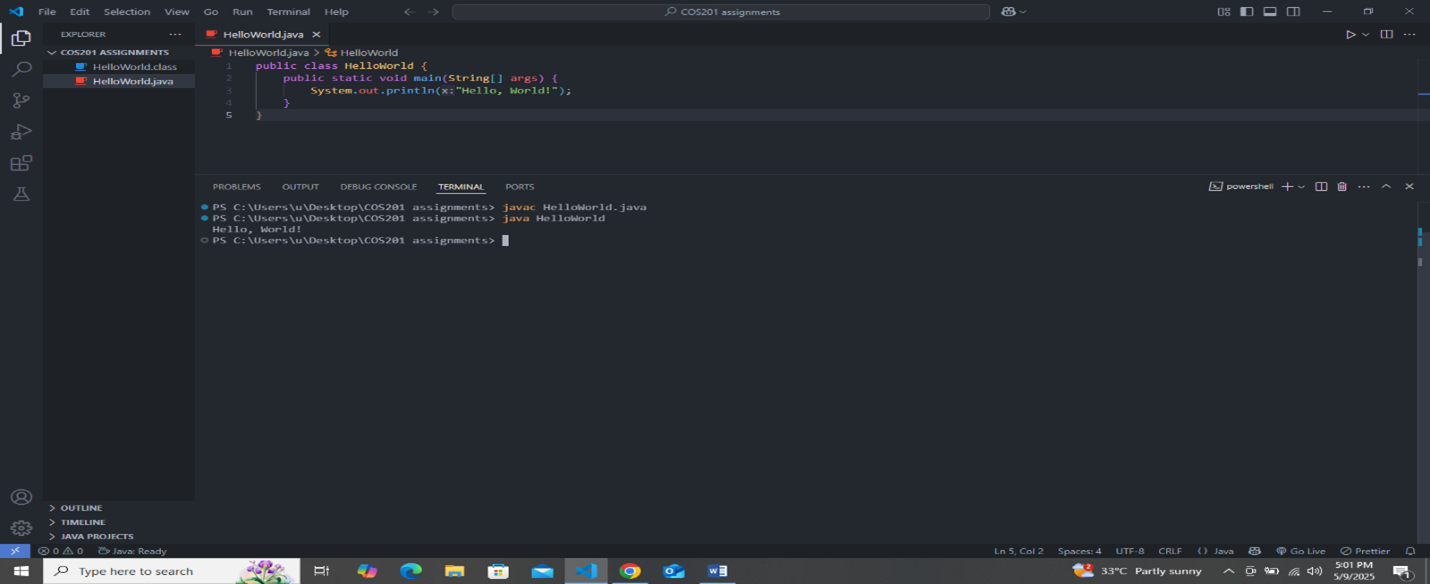 File Edit Selection View Go Run Terminal Help
COS201 assignments
EXPLORER
COS201 ASSIGNMENTS
HelloWorld.class
HelloWorld.java
OUTLINE
TIMELINE
JAVA PROJECTS
HelloWorld.java
HelloWorld.java > HelloWorld
1 public class HelloWorld {
2 public static void main(String[] args) {
3 System.out.println(x:"Hello, World!");
4 }
5 }
PROBLEMS OUTPUT DEBUG CONSOLE TERMINAL PORTS
powershell
PS C:\Users\u\Desktop\COS201 assignments> javac HelloWorld.java
PS C:\Users\u\Desktop\COS201 assignments> java HelloWorld
Hello, World!
PS C:\Users\u\Desktop\COS201 assignments>
0 0 Java: Ready
Ln 5, Col 2 Spaces: 4 UTF-8 CRLF {} Java Go Live Prettier
Type here to search
2
33°C Partly sunny
5:01 PM
5/9/2025
1